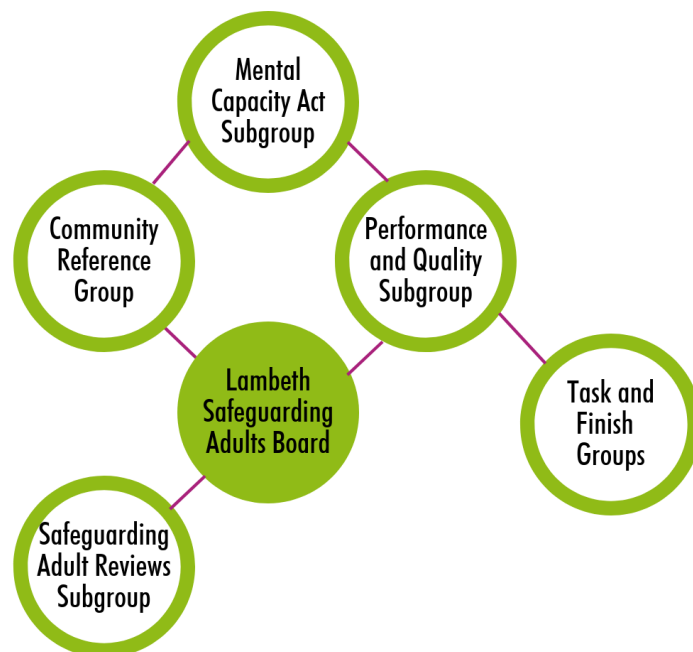 Mental
Capacity Act
Subgroup
Community
Reference
Group
Performance
and Quality
Subgroup
Lambeth
Safeguarding
Adults Board
Task and
Finish
Groups
Safeguarding
Adult Reviews
Subgroup